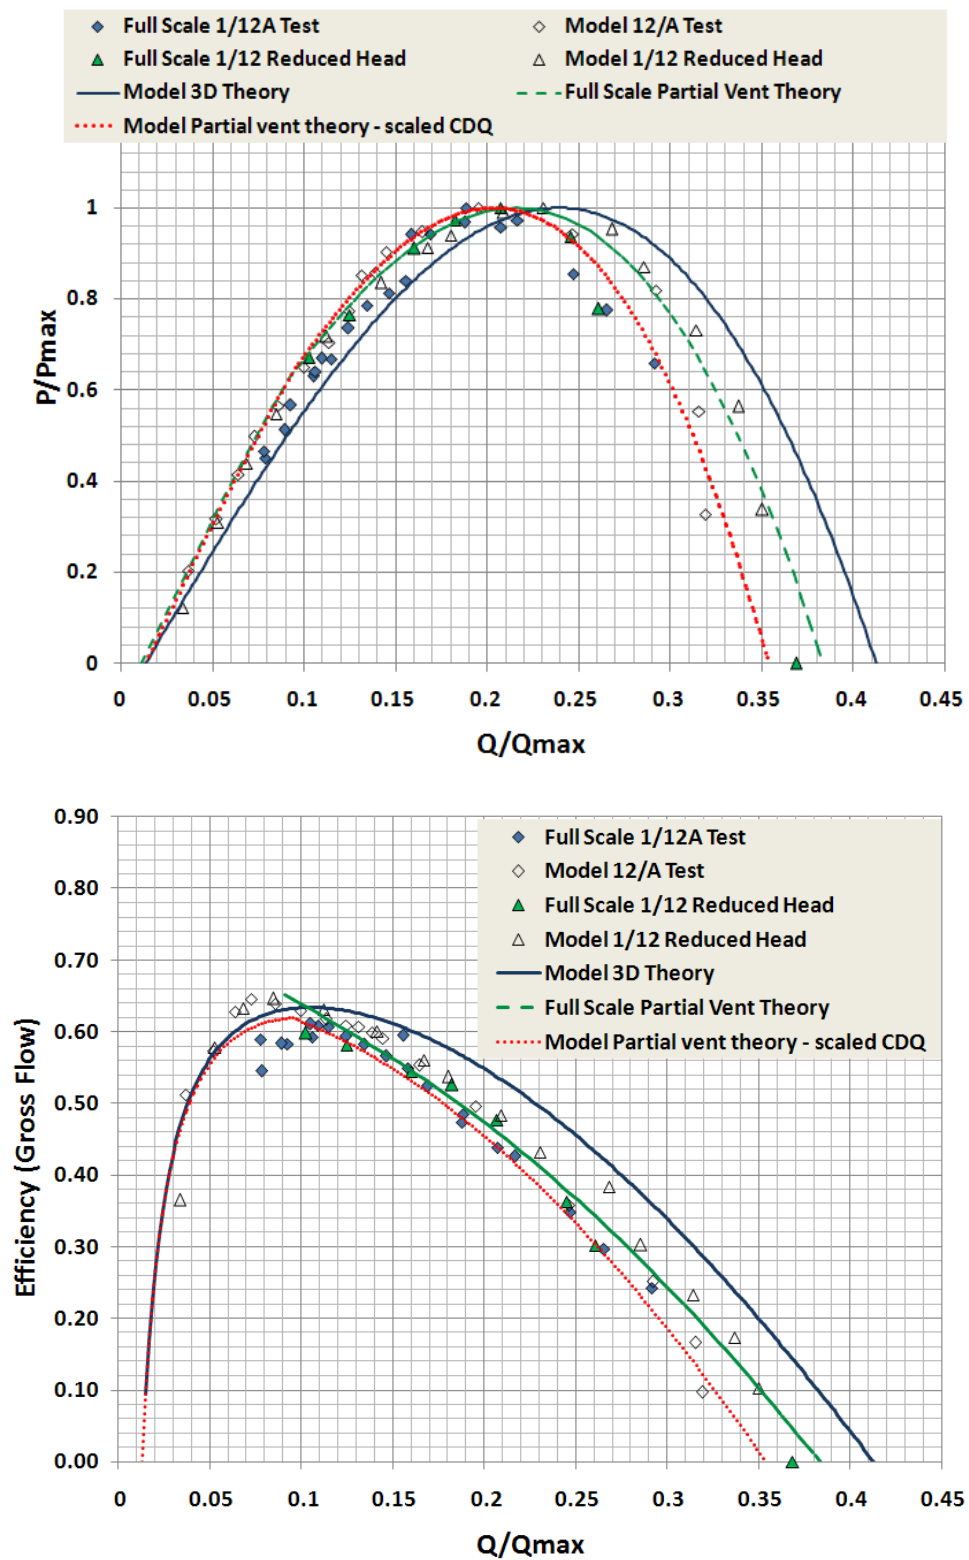 Full Scale 1/12A Test
Model 12/A Test
Full Scale 1/12 Reduced Head
Model 1/12 Reduced Head
Model 3D Theory
Full Scale Partial Vent Theory
Model Partial vent theory - scaled CDQ
P/Pmax
1
0.8
0.6
0.4
0.2
0
0 0.05 0.1 0.15 0.2 0.25 0.3 0.35 0.4 0.45
Q/Qmax
Efficiency (Gross Flow)
0.90
0.80
0.70
0.60
0.50
0.40
0.30
0.20
0.10
0.00
Full Scale 1/12A Test
Model 12/A Test
Full Scale 1/12 Reduced Head
Model 1/12 Reduced Head
Model 3D Theory
Full Scale Partial Vent Theory
Model Partial vent theory - scaled CDQ
0 0.05 0.1 0.15 0.2 0.25 0.3 0.35 0.4 0.45
Q/Qmax